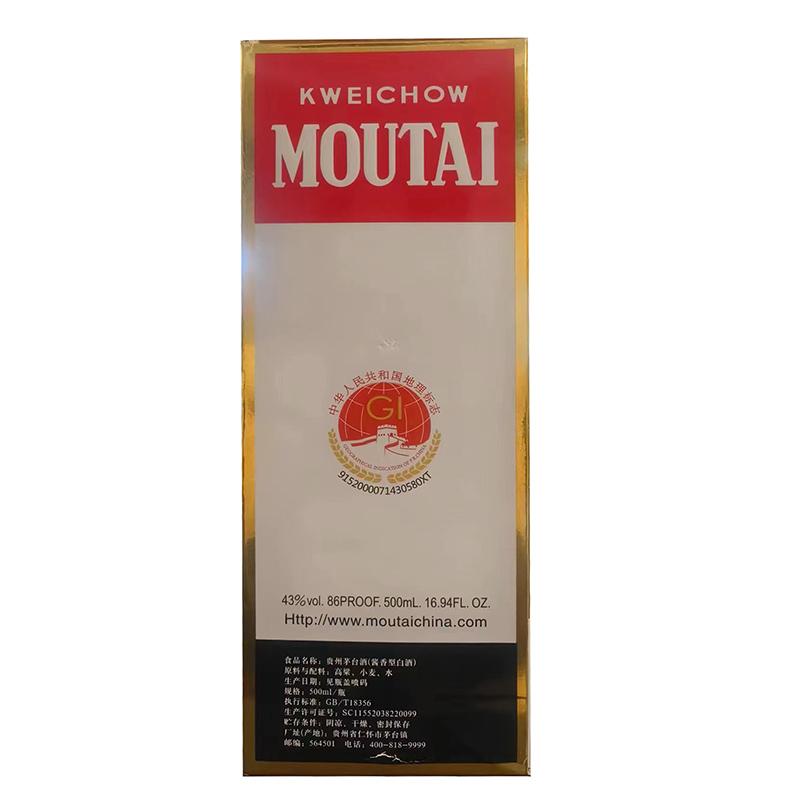 KWEICHOW
MOUTAI
中华人民共和国地理标志
GI
GEOGRAPHICAL INDICATION OF P.R.CHINA
9152000071430580XT
43%vol. 86PROOF. 500mL. 16.94FL. OZ.
Http://www.moutaichina.com
食品名称：贵州茅台酒(酱香型白酒)
原料与配料：高粱、小麦、水
生产日期：见瓶盖喷码
规格：500ml/瓶
执行标准：GB/T18356
生产许可证号：SC11552038220099
贮存条件：阴凉、干燥、密封保存
厂址(产地)：贵州省仁怀市茅台镇
邮编：564501 电话：400-818-9999